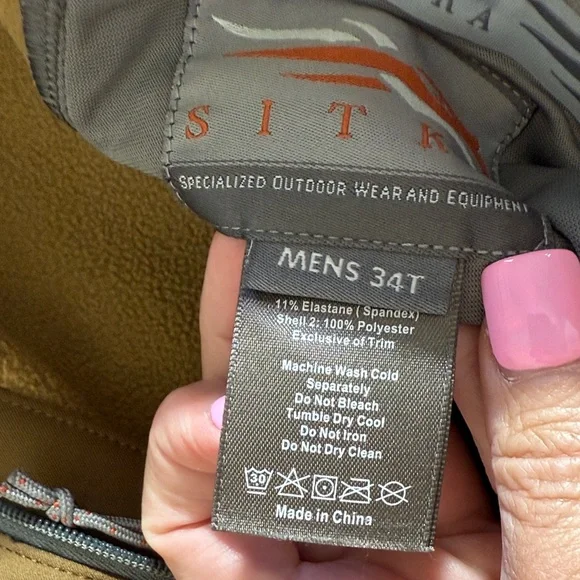 RA
SITK
SPECIALIZED OUTDOOR WEAR AND EQUIPMENT
MENS 34T
11% Elastane ( Spandex)
Shell 2: 100% Polyester
Exclusive of Trim
Machine Wash Cold
Separately
Do Not Bleach
Tumble Dry Cool
Do Not Iron
Do Not Dry Clean
30
Made in China